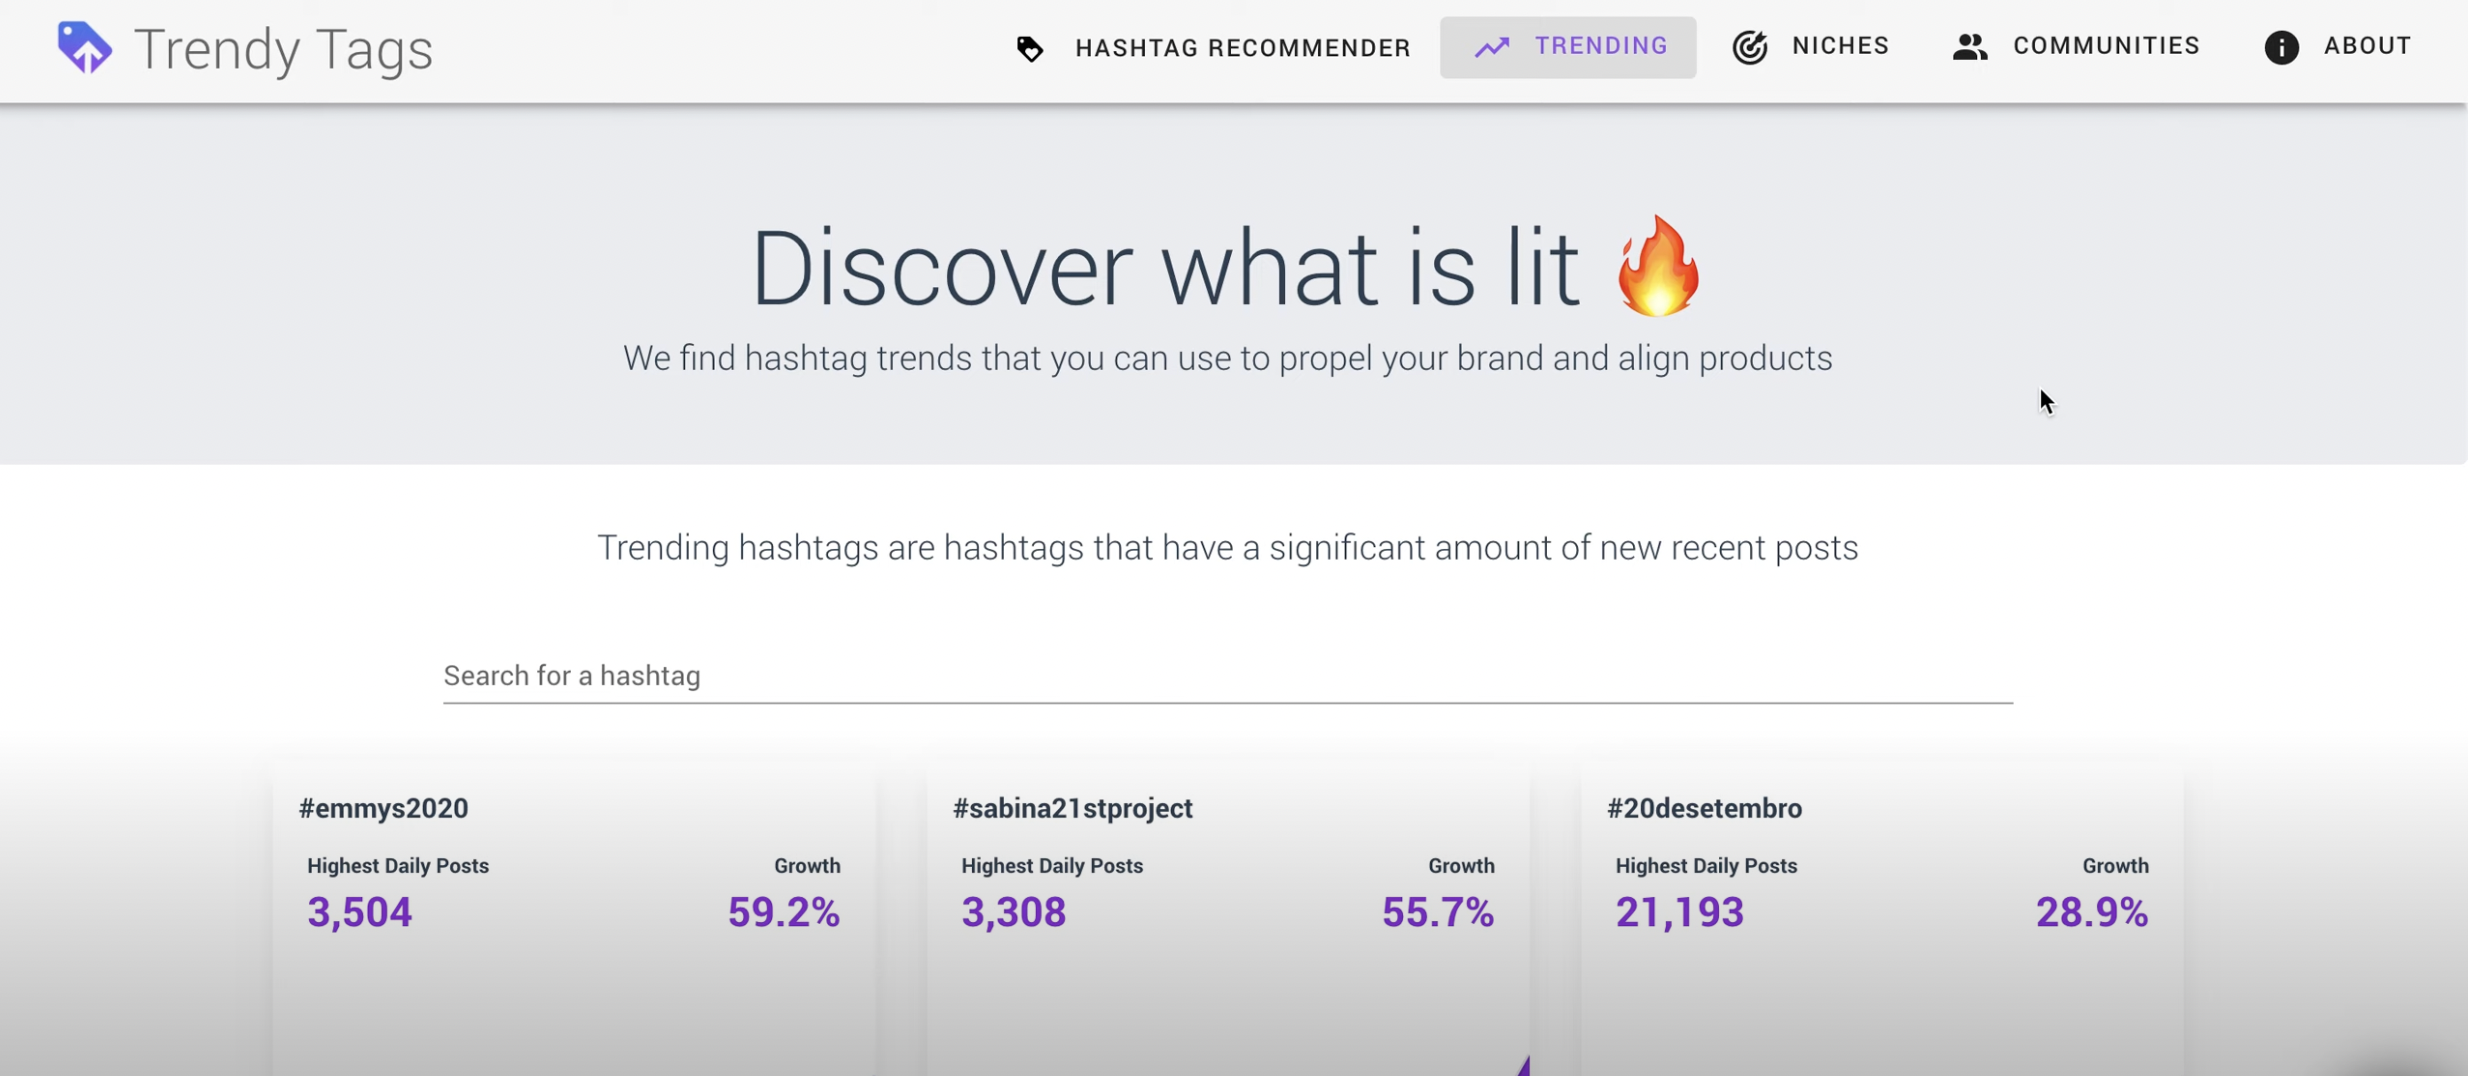 Trendy Tags
HASHTAG RECOMMENDER
TRENDING
NICHES
COMMUNITIES
ABOUT
Discover what is lit 🔥
We find hashtag trends that you can use to propel your brand and align products
Trending hashtags are hashtags that have a significant amount of new recent posts
Search for a hashtag
#emmys2020
Highest Daily Posts Growth
3,504 59.2%
#sabina21stproject
Highest Daily Posts Growth
3,308 55.7%
#20desetembro
Highest Daily Posts Growth
21,193 28.9%